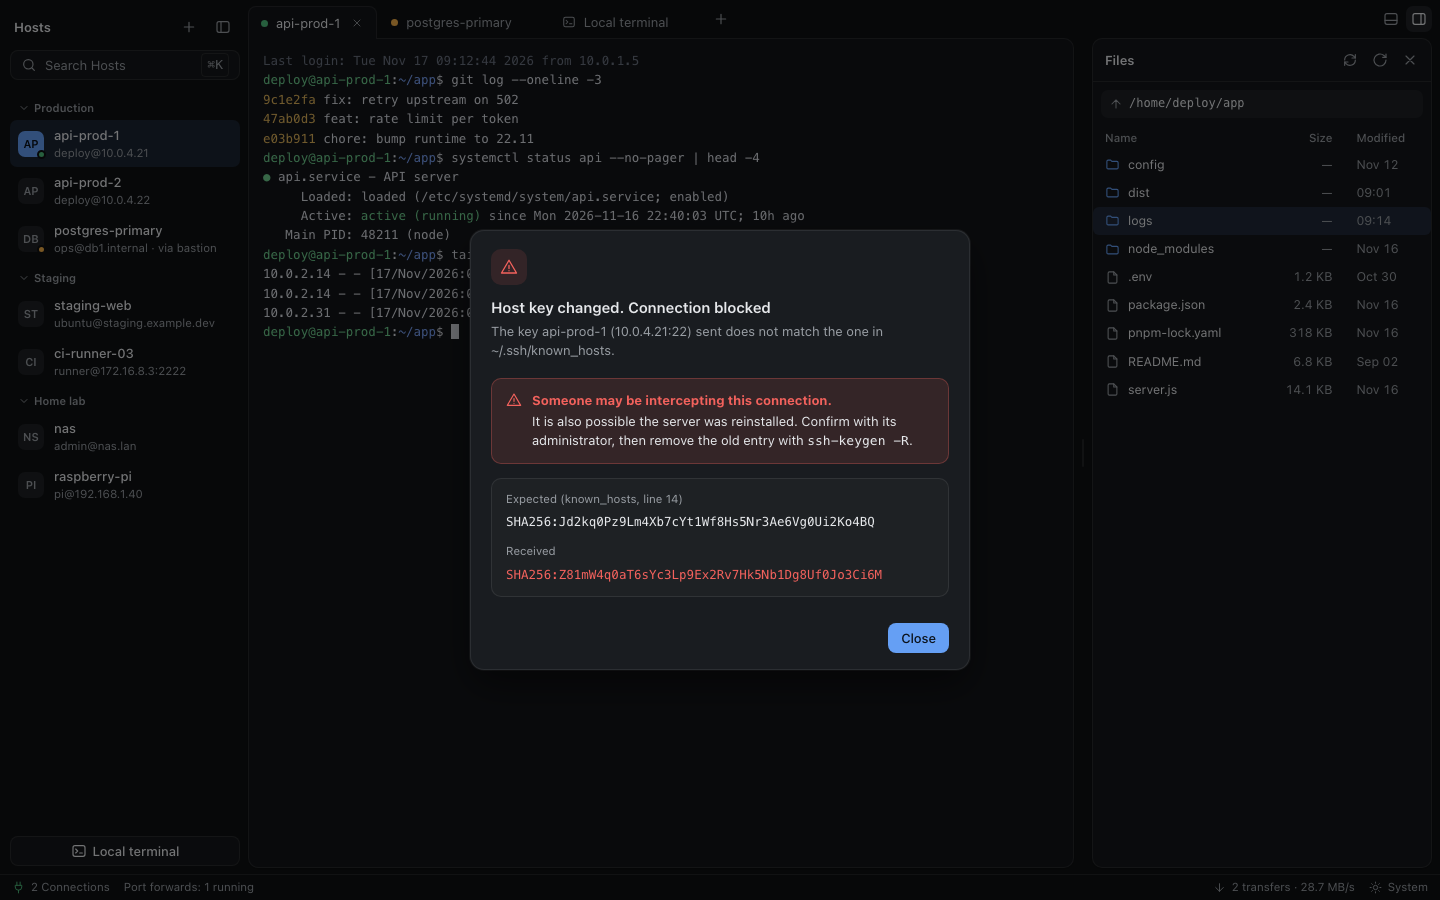 Hosts
Search Hosts
⌘K
Production
AP
api-prod-1
deploy@10.0.4.21
AP
api-prod-2
deploy@10.0.4.22
DB
postgres-primary
ops@db1.internal · via bastion
Staging
ST
staging-web
ubuntu@staging.example.dev
CI
ci-runner-03
runner@172.16.8.3:2222
Home lab
NS
nas
admin@nas.lan
PI
raspberry-pi
pi@192.168.1.40
Local terminal
api-prod-1
postgres-primary
Local terminal
Last login: Tue Nov 17 09:12:44 2026 from 10.0.1.5
deploy@api-prod-1:~/app$ git log --oneline -3
9c1e2fa fix: retry upstream on 502
47ab0d3 feat: rate limit per token
e03b911 chore: bump runtime to 22.11
deploy@api-prod-1:~/app$ systemctl status api --no-pager | head -4
● api.service - API server
Loaded: loaded (/etc/systemd/system/api.service; enabled)
Active: active (running) since Mon 2026-11-16 22:40:03 UTC; 10h ago
Main PID: 48211 (node)
deploy@api-prod-1:~/app$ tai
10.0.2.14 - - [17/Nov/2026:0
10.0.2.14 - - [17/Nov/2026:0
10.0.2.31 - - [17/Nov/2026:0
deploy@api-prod-1:~/app$
Host key changed. Connection blocked
The key api-prod-1 (10.0.4.21:22) sent does not match the one in
~/.ssh/known_hosts.
Someone may be intercepting this connection.
It is also possible the server was reinstalled. Confirm with its
administrator, then remove the old entry with ssh-keygen -R.
Expected (known_hosts, line 14)
SHA256:Jd2kq0Pz9Lm4Xb7cYt1Wf8Hs5Nr3Ae6Vg0Ui2Ko4BQ
Received
SHA256:Z81mW4q0aT6sYc3Lp9Ex2Rv7Hk5Nb1Dg8Uf0Jo3Ci6M
Close
Files
/home/deploy/app
Name Size Modified
config — Nov 12
dist — 09:01
logs — 09:14
node_modules — Nov 16
.env 1.2 KB Oct 30
package.json 2.4 KB Nov 16
pnpm-lock.yaml 318 KB Nov 16
README.md 6.8 KB Sep 02
server.js 14.1 KB Nov 16
2 Connections
Port forwards: 1 running
2 transfers · 28.7 MB/s
System